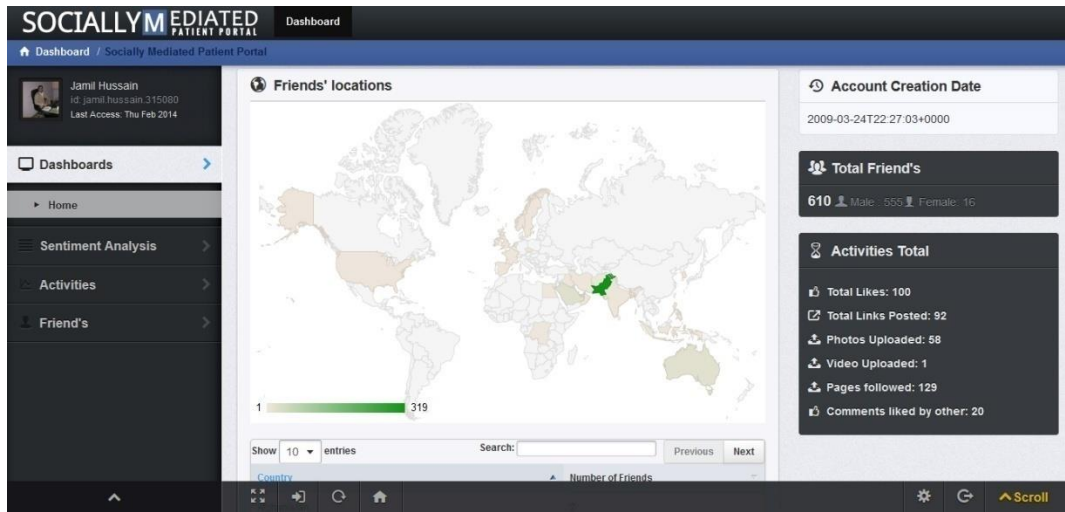 SOCIALLY MEDIATED
PATIENT PORTAL
Dashboard
Dashboard / Socially Mediated Patient Portal
Jamil Hussain
id: jamil.hussain.315080
Last Access: Thu Feb 2014
Dashboards
Home
Sentiment Analysis
Activities
Friend's
Friends' locations
1
319
Show 10 entries
Search:
Previous Next
Country Number of Friends
Account Creation Date
2009-03-24T22:27:03+0000
Total Friend's
610 Male : 555 Female: 16
Activities Total
Total Likes: 100
Total Links Posted: 92
Photos Uploaded: 58
Video Uploaded: 1
Pages followed: 129
Comments liked by other: 20
Scroll